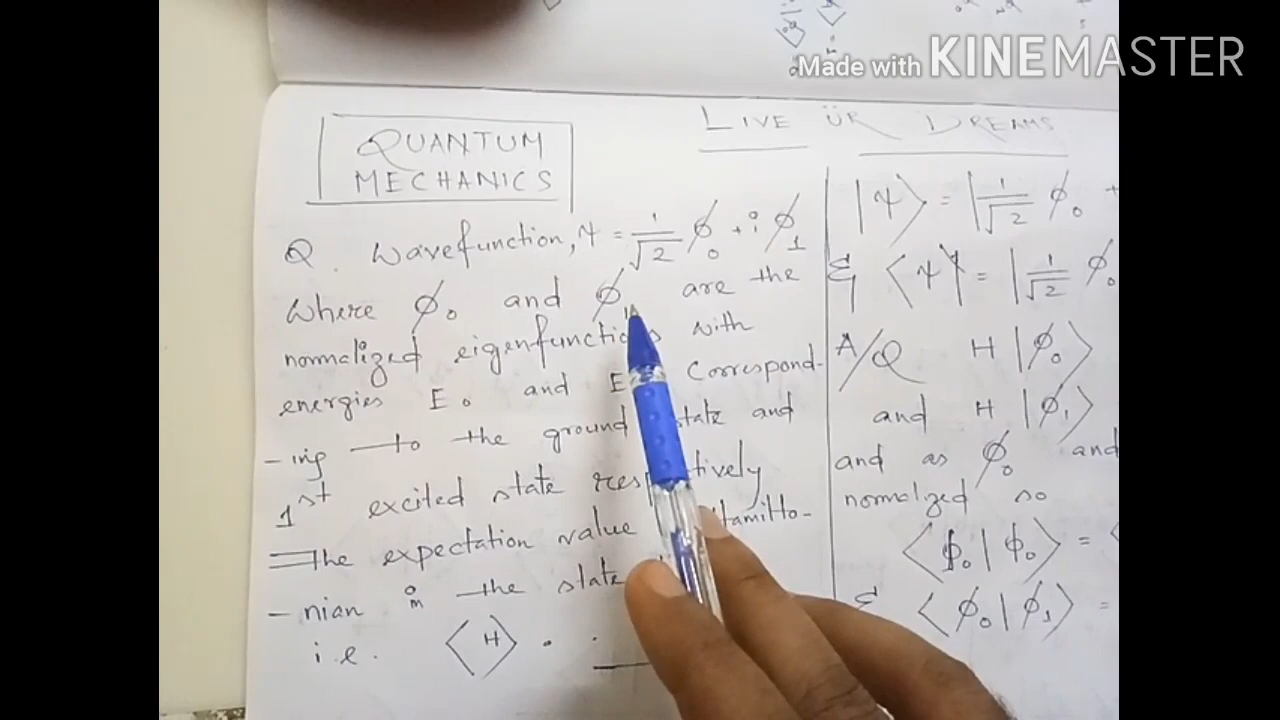 Made with KINEMASTER
QUANTUM
MECHANICS
LIVE ÜR DREAMS
Q. Wavefunction, Ψ = 1/√2 ϕ₀ + i ϕ₁
Where ϕ₀ and ϕ₁ are the
normalized eigenfunctions with
energies E₀ and E correspond-
-ing to the ground state and
1st excited state respectively
The expectation value Hamilto-
-nian in the state
i.e. ⟨H⟩
|Ψ⟩ = |1/√2 ϕ₀ +
& ⟨Ψ| = |1/√2 ϕ₀
A/Q H |ϕ₀⟩
and H |ϕ₁⟩
and as ϕ₀ and
normalized so
⟨ϕ₀|ϕ₀⟩ = ⟨
& ⟨ϕ₀|ϕ₁⟩ =